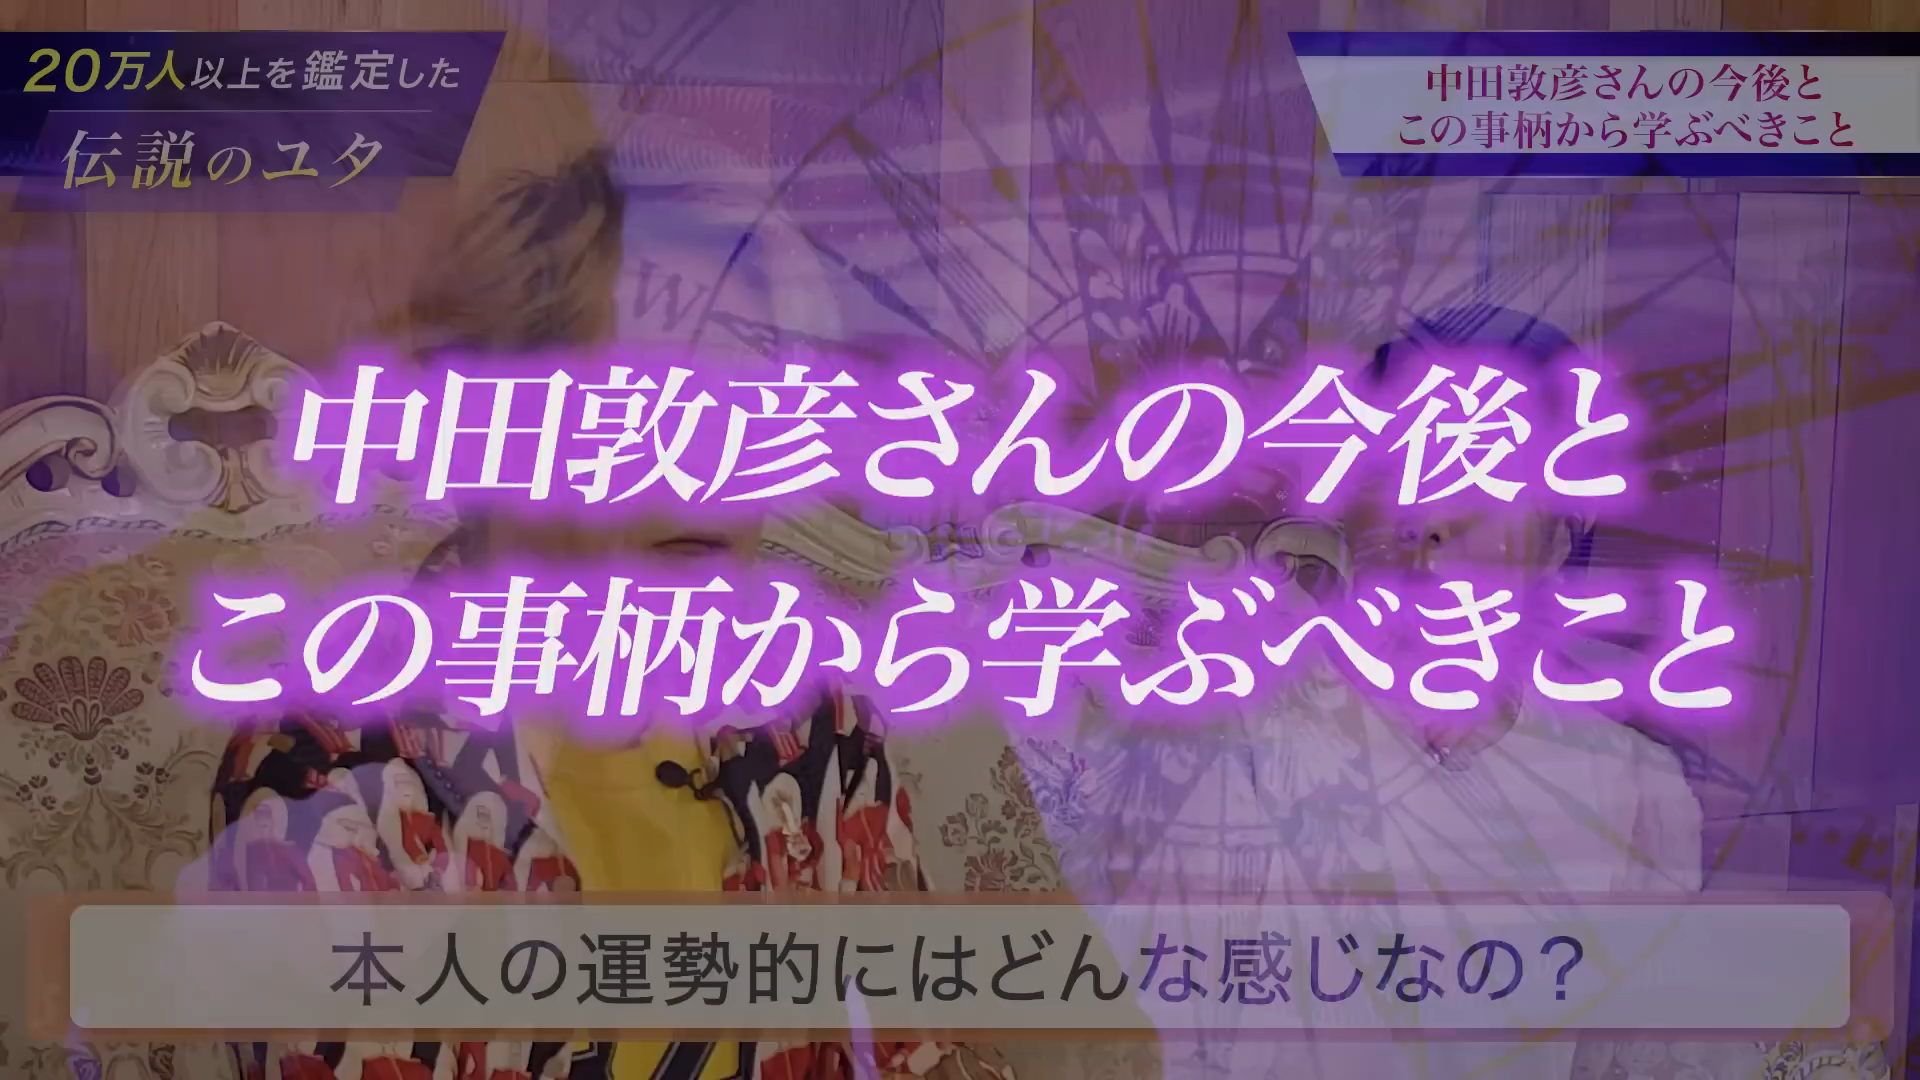 20万人以上を鑑定した
伝説のユタ
中田敦彦さんの今後と
この事柄から学ぶべきこと
中田敦彦さんの今後と
この事柄から学ぶべきこと
本人の運勢的にはどんな感じなの？